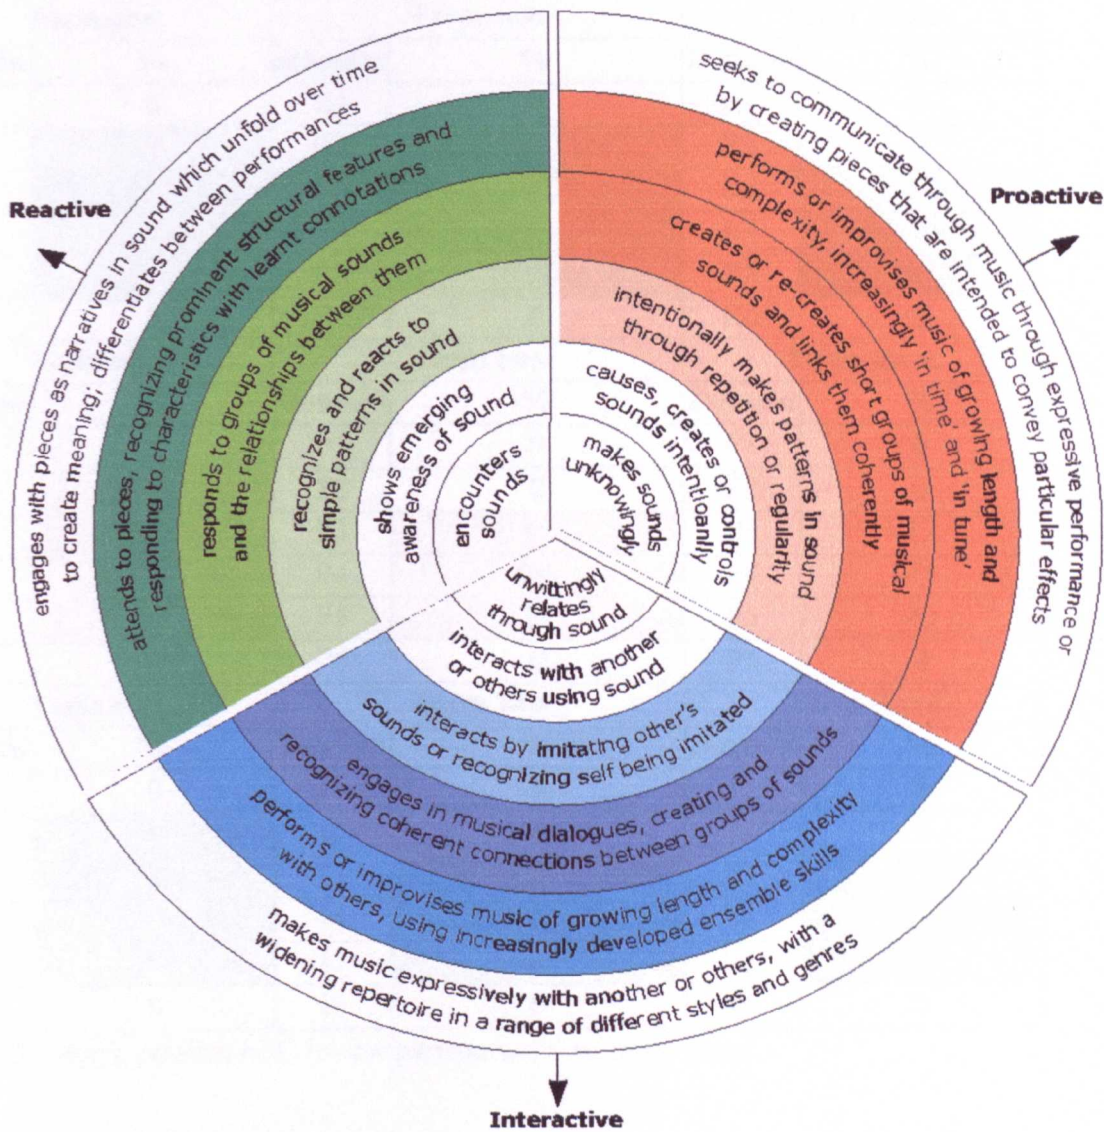 Reactive
engages with pieces as narratives in sound which unfold over time
to create meaning; differentiates between performances
attends to pieces, recognizing prominent structural features and
responding to characteristics with learnt connotations
responds to groups of musical sounds
and the relationships between them
recognizes and reacts to
simple patterns in sound
shows emerging
awareness of sound
encounters
sounds
Proactive
seeks to communicate through music through expressive performance or
by creating pieces that are intended to convey particular effects
performs or improvises music of growing length and
complexity, increasingly 'in time' and 'in tune'
creates or re-creates short groups of musical
sounds and links them coherently
intentionally makes patterns in sound
through repetition or regularity
causes, creates or controls
sounds intentioanlly
makes sounds
unknowingly
unwittingly
relates
through sound
interacts with another
or others using sound
interacts by imitating other's
sounds or recognizing self being imitated
engages in musical dialogues, creating and
recognizing coherent connections between groups of sounds
performs or improvises music of growing length and complexity
with others, using increasingly developed ensemble skills
makes music expressively with another or others, with a
widening repertoire in a range of different styles and genres
Interactive